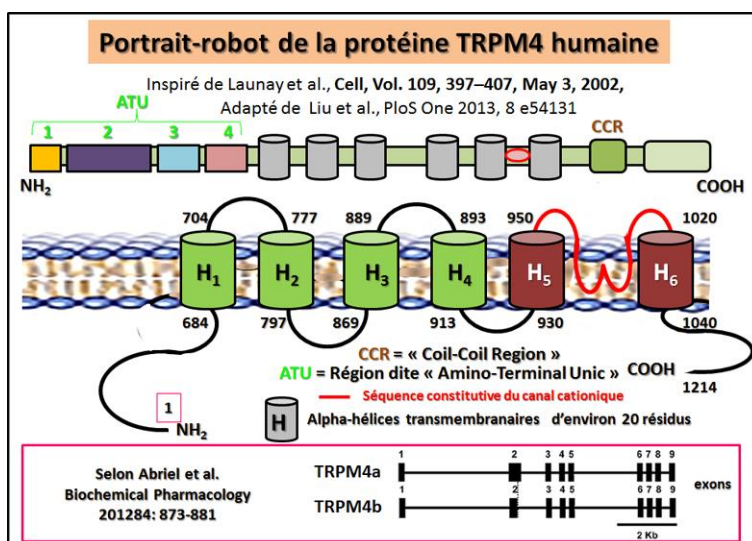 Portrait-robot de la protéine TRPM4 humaine
Inspiré de Launay et al., Cell, Vol. 109, 397–407, May 3, 2002,
Adapté de Liu et al., PloS One 2013, 8 e54131
ATU
1 2 3 4
CCR
NH2
COOH
704 777 889 893 950 1020
H1 H2 H3 H4 H5 H6
684 797 869 913 930 1040
CCR = « Coil-Coil Region »
ATU = Région dite « Amino-Terminal Unic »
COOH
1214
Séquence constitutive du canal cationique
1
NH2
H Alpha-hélices transmembranaires d'environ 20 résidus
Selon Abriel et al.
Biochemical Pharmacology
201284: 873-881
1 2 3 4 5 6 7 8 9
TRPM4a
1 2 3 4 5 6 7 8 9
TRPM4b
exons
2 Kb